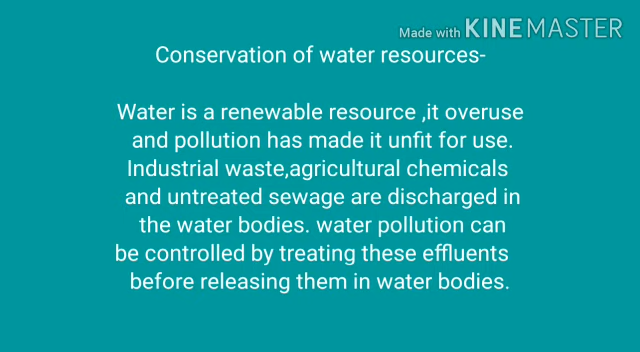 Made with KINEMASTER
Conservation of water resources-
Water is a renewable resource ,it overuse
and pollution has made it unfit for use.
Industrial waste,agricultural chemicals
and untreated sewage are discharged in
the water bodies. water pollution can
be controlled by treating these effluents
before releasing them in water bodies.